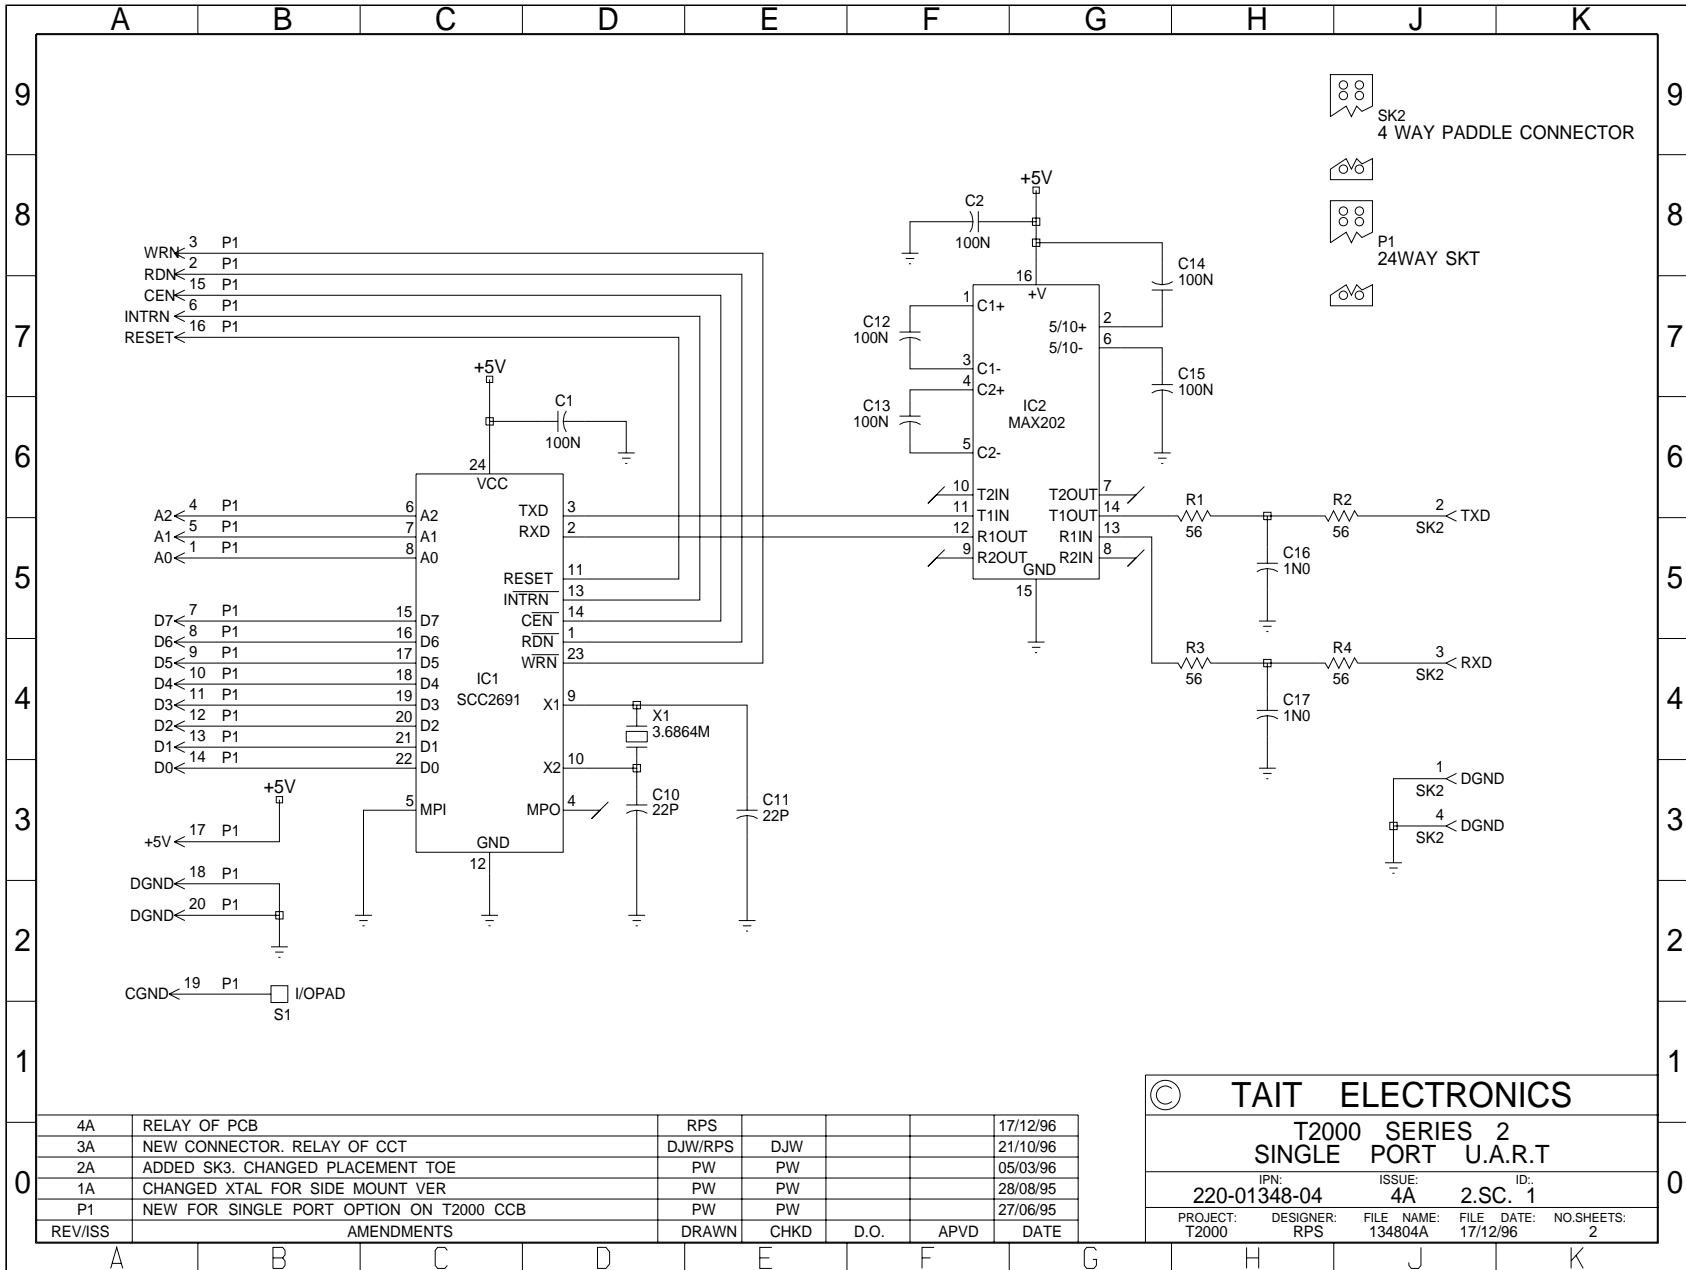 A B C D E F G H J K
9 9
SK2
4 WAY PADDLE CONNECTOR
8 8
P1
24WAY SKT
WRN 3 P1
RDN 2 P1
CEN 15 P1
INTRN 6 P1
RESET 16 P1
7 7
+5V
C2
100N
C14
100N
16
+V
1 C1+
C12
100N
3 C1-
4 C2+
C13
100N
5 C2-
5/10+ 2
5/10- 6
C15
100N
IC2
MAX202
10 T2IN T2OUT 7
11 T1IN T1OUT 14
12 R1OUT R1IN 13
9 R2OUT R2IN 8
GND
15
+5V
C1
100N
6 6
24
VCC
A2 4 P1 6 A2
A1 5 P1 7 A1
A0 1 P1 8 A0
TXD 3
RXD 2
RESET 11
INTRN 13
CEN 14
RDN 1
WRN 23
5 5
D7 7 P1 15 D7
D6 8 P1 16 D6
D5 9 P1 17 D5
D4 10 P1 18 D4
D3 11 P1 19 D3
D2 12 P1 20 D2
D1 13 P1 21 D1
D0 14 P1 22 D0
IC1
SCC2691
X1 9
X1
3.6864M
X2 10
C10
22P
C11
22P
5 MPI
MPO 4
GND
12
R1
56
R2
56
2 TXD
SK2
C16
1N0
R3
56
R4
56
3 RXD
SK2
C17
1N0
4 4
1 DGND
SK2
4 DGND
SK2
3 3
+5V
+5V 17 P1
DGND 18 P1
DGND 20 P1
2 2
CGND 19 P1 I/OPAD
S1
1 1
4A RELAY OF PCB RPS 17/12/96
3A NEW CONNECTOR. RELAY OF CCT DJW/RPS DJW 21/10/96
2A ADDED SK3. CHANGED PLACEMENT TOE PW PW 05/03/96
1A CHANGED XTAL FOR SIDE MOUNT VER PW PW 28/08/95
P1 NEW FOR SINGLE PORT OPTION ON T2000 CCB PW PW 27/06/95
REV/ISS AMENDMENTS DRAWN CHKD D.O. APVD DATE
© TAIT ELECTRONICS
T2000 SERIES 2
SINGLE PORT U.A.R.T
IPN: ISSUE: ID:.
220-01348-04 4A 2.SC. 1
PROJECT: DESIGNER: FILE NAME: FILE DATE: NO.SHEETS:
T2000 RPS 134804A 17/12/96 2
0 0
A B C D E F G H J K